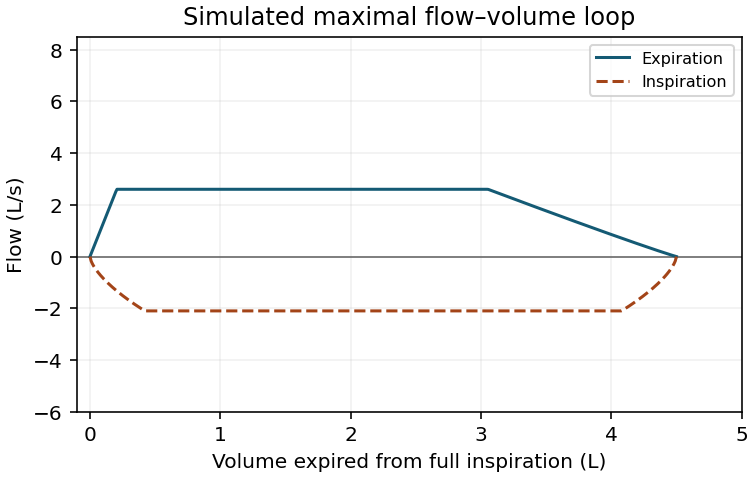 Simulated maximal flow–volume loop
Expiration
Inspiration
Flow (L/s)
8
6
4
2
0
−2
−4
−6
0 1 2 3 4 5
Volume expired from full inspiration (L)